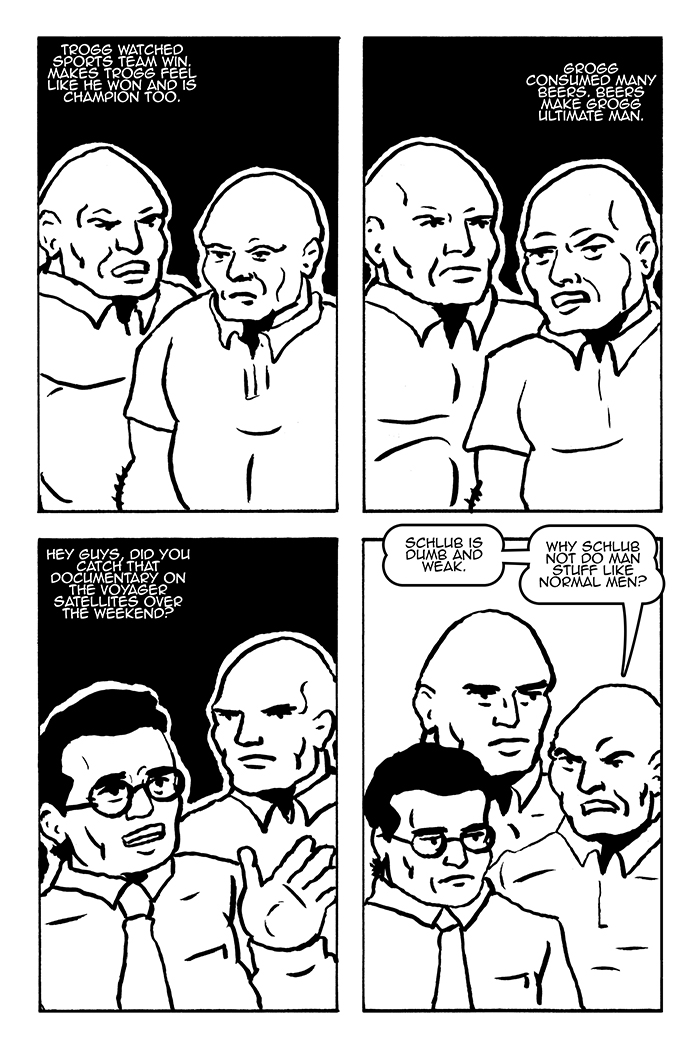 TROGG WATCHED
SPORTS TEAM WIN.
MAKES TROGG FEEL
LIKE HE WON AND IS
CHAMPION TOO.
GROGG
CONSUMED MANY
BEERS. BEERS
MAKE GROGG
ULTIMATE MAN.
HEY GUYS, DID YOU
CATCH THAT
DOCUMENTARY ON
THE VOYAGER
SATELLITES OVER
THE WEEKEND?
SCHLUB IS
DUMB AND
WEAK.
WHY SCHLUB
NOT DO MAN
STUFF LIKE
NORMAL MEN?